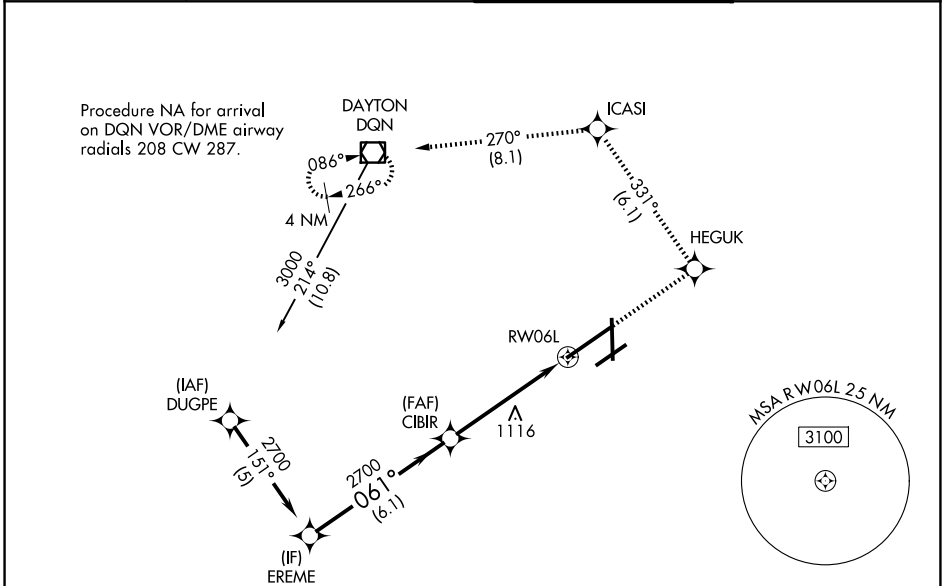 Procedure NA for arrival
on DQN VOR/DME airway
radials 208 CW 287.
DAYTON
DQN
ICASI
270°
(8.1)
086°
266°
4 NM
331°
(6.1)
HEGUK
3000
214°
(10.8)
RW06L
(IAF)
DUGPE
(FAF)
CIBIR
1116
2700
151°
(5)
2700
061°
(6.1)
(IF)
EREME
MSA RW06L 25 NM
3100